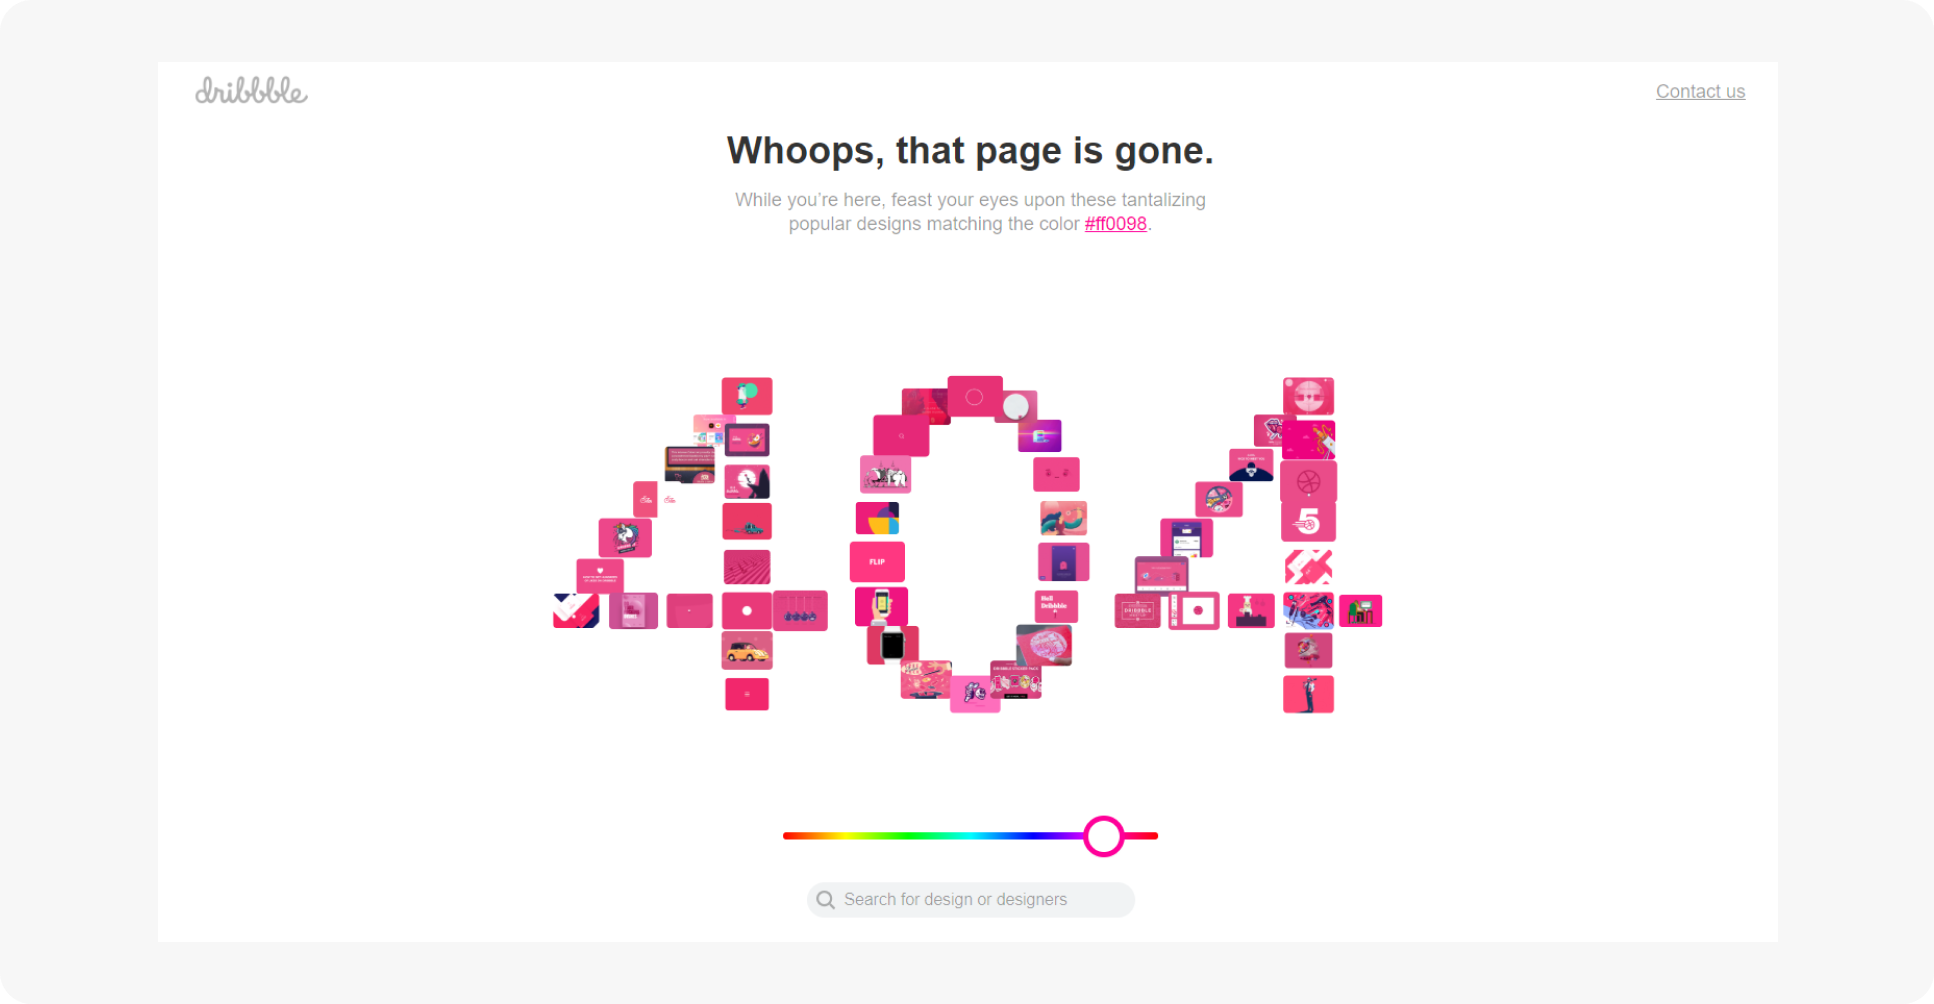 dribbble
Contact us
Whoops, that page is gone.
While you’re here, feast your eyes upon these tantalizing
popular designs matching the color #ff0098.
FLIP
5
DRIBBBLE
Search for design or designers